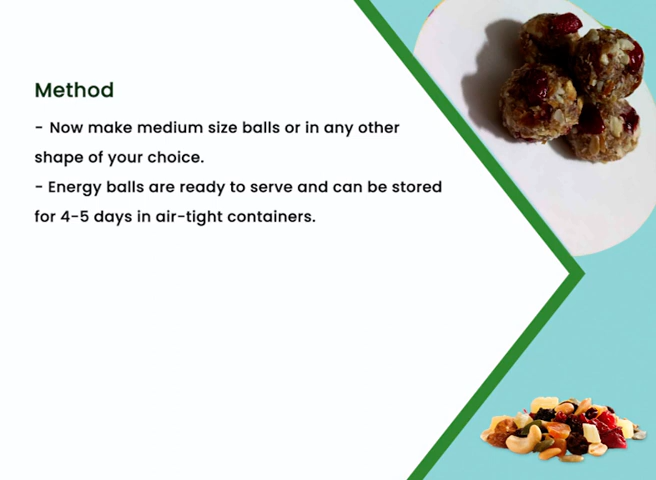 Method
- Now make medium size balls or in any other
shape of your choice.
- Energy balls are ready to serve and can be stored
for 4-5 days in air-tight containers.